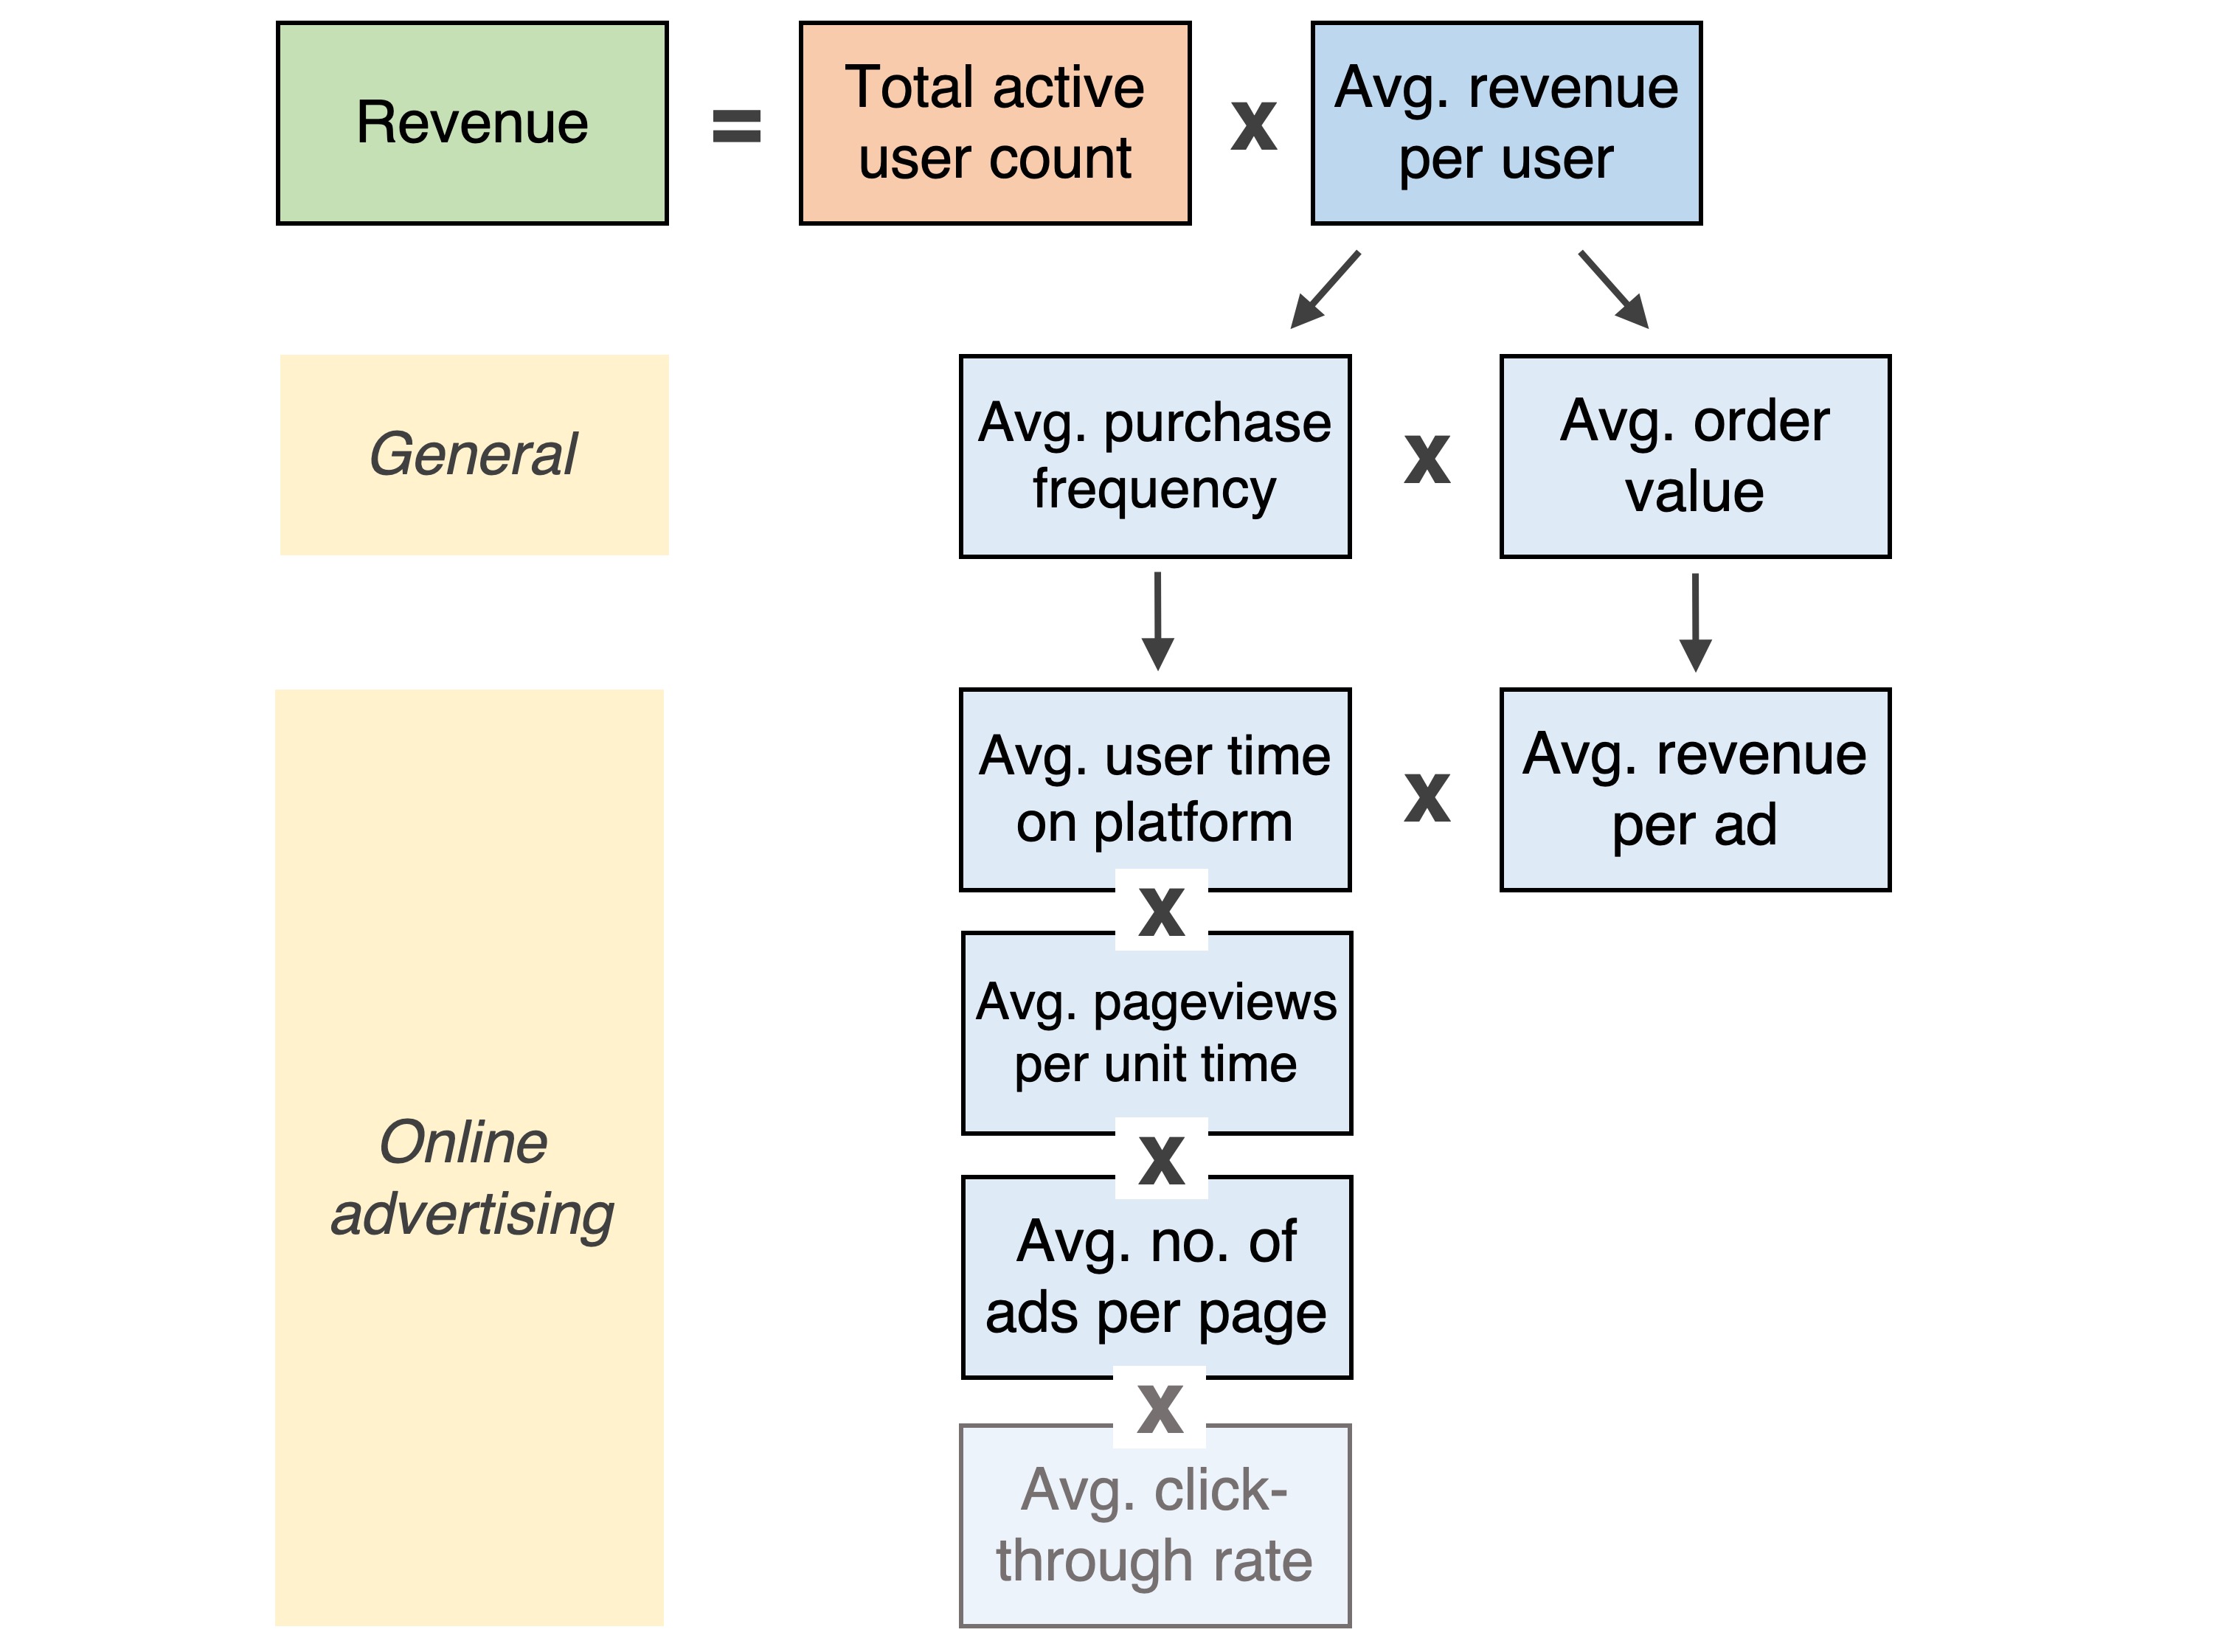 Revenue
=
Total active
user count
x
Avg. revenue
per user
General
Avg. purchase
frequency
x
Avg. order
value
Online
advertising
Avg. user time
on platform
x
Avg. revenue
per ad
x
Avg. pageviews
per unit time
x
Avg. no. of
ads per page
x
Avg. click-
through rate